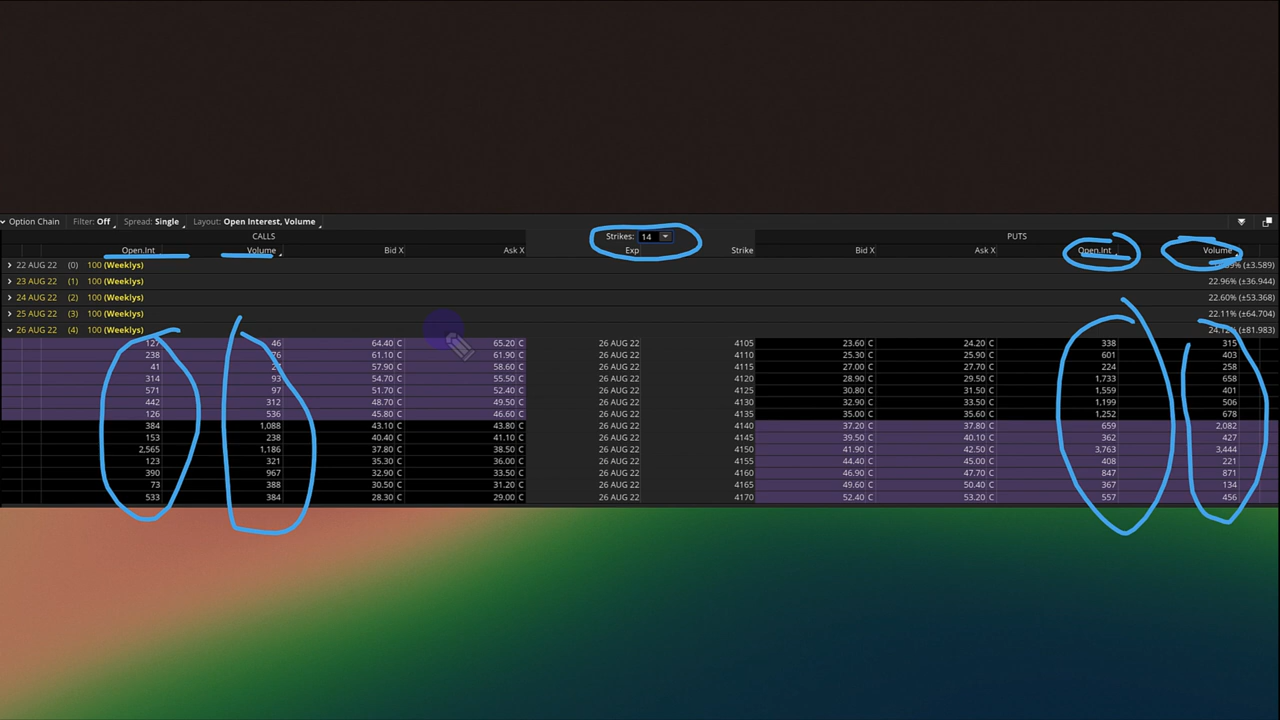 Option Chain Filter: Off Spread: Single Layout: Open Interest, Volume
CALLS Strikes: 14 PUTS
Open.Int Volume Bid X Ask X Exp Strike Bid X Ask X Open.Int Volume
22 AUG 22 (0) 100 (Weeklys) (±3.589)
23 AUG 22 (1) 100 (Weeklys) 22.96% (±36.944)
24 AUG 22 (2) 100 (Weeklys) 22.60% (±53.368)
25 AUG 22 (3) 100 (Weeklys) 22.11% (±64.704)
26 AUG 22 (4) 100 (Weeklys) 24.12% (±81.983)
127 46 64.40 C 65.20 C 26 AUG 22 4105 23.60 C 24.20 C 338 315
238 76 61.10 C 61.90 C 26 AUG 22 4110 25.30 C 25.90 C 601 403
41 57.90 C 58.60 C 26 AUG 22 4115 27.00 C 27.70 C 224 258
314 93 54.70 C 55.50 C 26 AUG 22 4120 28.90 C 29.50 C 1,733 658
571 97 51.70 C 52.40 C 26 AUG 22 4125 30.80 C 31.50 C 1,559 401
442 312 48.70 C 49.50 C 26 AUG 22 4130 32.90 C 33.50 C 1,199 506
126 536 45.80 C 46.60 C 26 AUG 22 4135 35.00 C 35.60 C 1,252 678
384 1,088 43.10 C 43.80 C 26 AUG 22 4140 37.20 C 37.80 C 659 2,082
153 238 40.40 C 41.10 C 26 AUG 22 4145 39.50 C 40.10 C 362 427
2,565 1,186 37.80 C 38.50 C 26 AUG 22 4150 41.90 C 42.50 C 3,763 3,444
123 321 35.30 C 36.00 C 26 AUG 22 4155 44.40 C 45.00 C 408 221
390 967 32.90 C 33.50 C 26 AUG 22 4160 46.90 C 47.70 C 847 871
73 388 30.50 C 31.20 C 26 AUG 22 4165 49.60 C 50.40 C 367 134
533 384 28.30 C 29.00 C 26 AUG 22 4170 52.40 C 53.20 C 557 456